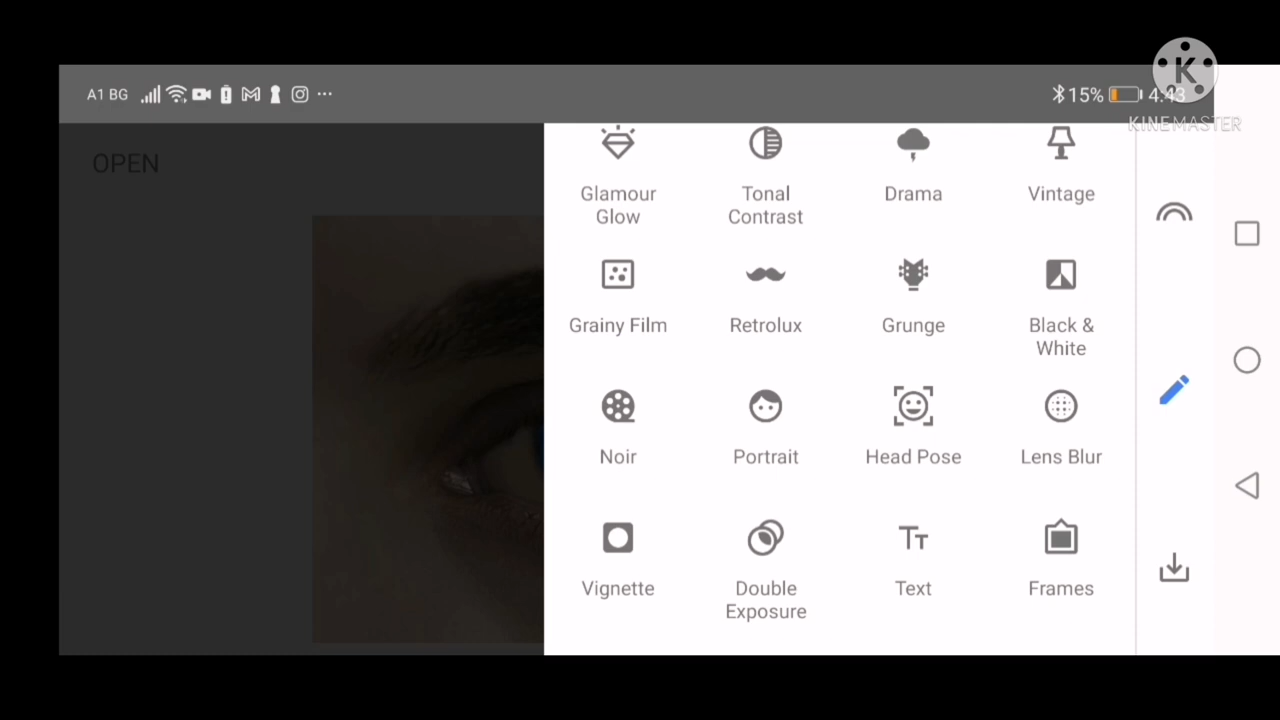 A1 BG
15% 4:43
K
KINEMASTER
OPEN
Glamour
Glow
Tonal
Contrast
Drama
Vintage
Grainy Film
Retrolux
Grunge
Black &
White
Noir
Portrait
Head Pose
Lens Blur
Vignette
Double
Exposure
Text
Frames